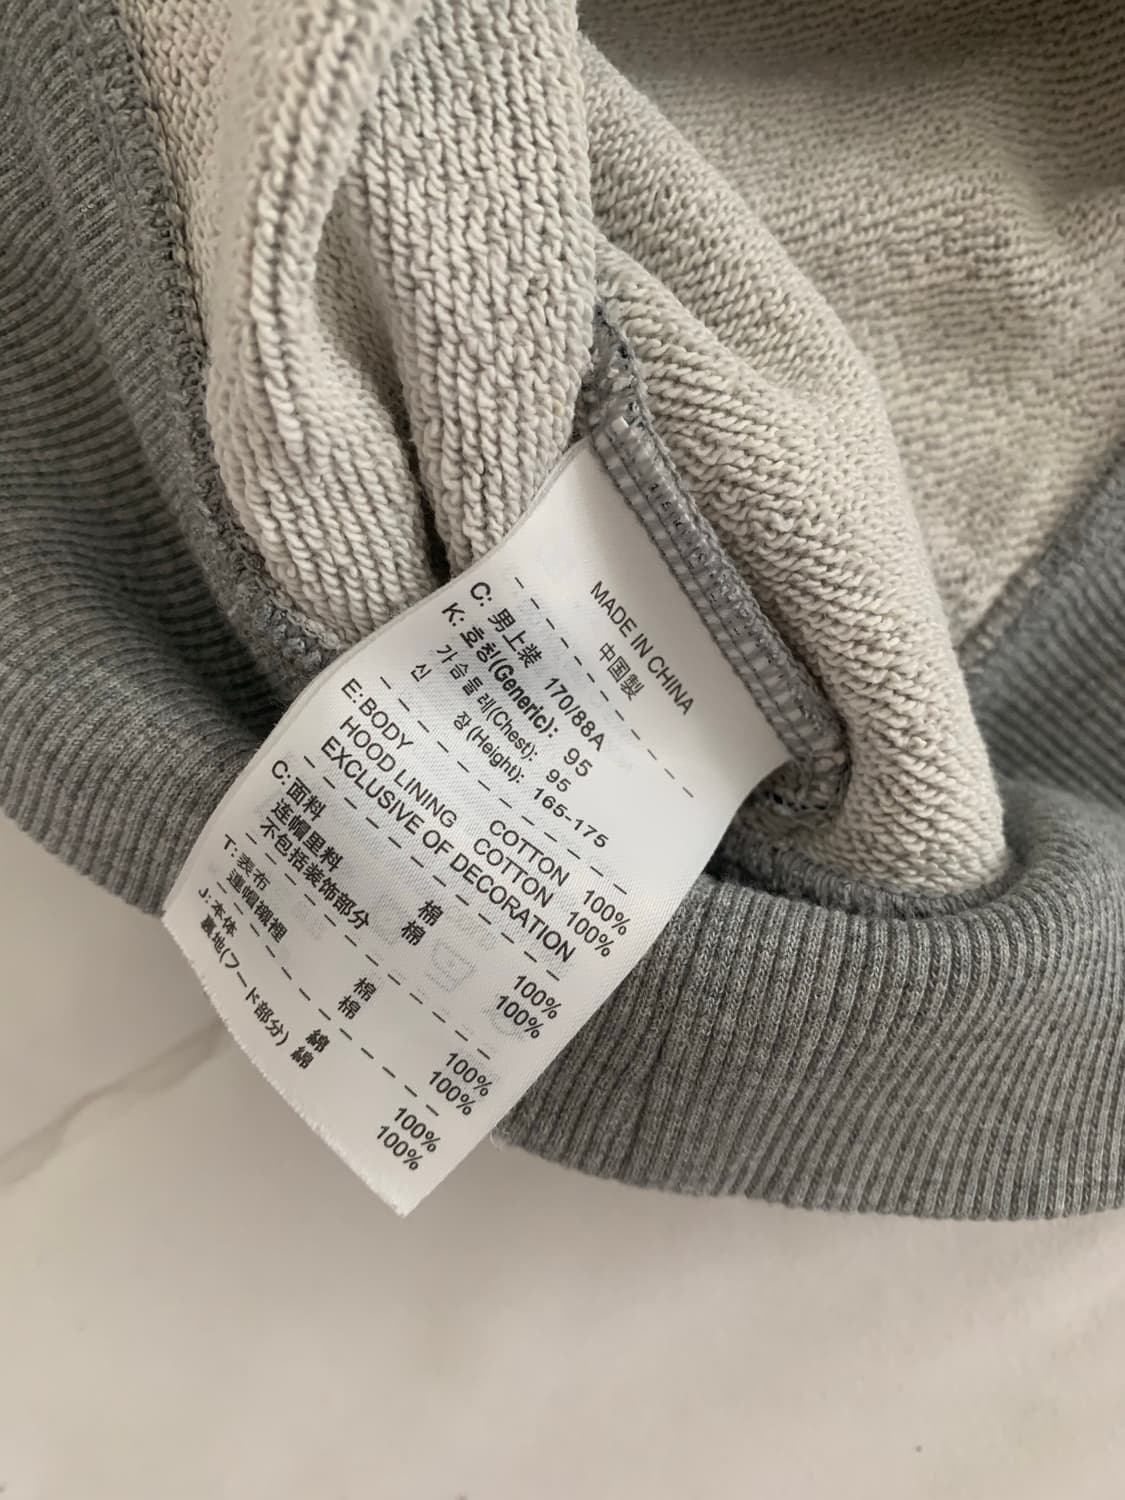 MADE IN CHINA
中国製
C: 男上装 170/88A
K: 호칭(Generic): 95
가슴둘레(Chest): 95
신 장(Height): 165-175
E: BODY COTTON 100%
HOOD LINING COTTON 100%
EXCLUSIVE OF DECORATION
C: 面料 棉 100%
连帽里料 棉 100%
不包括装饰部分
T: 表布 棉 100%
連帽襯裡 棉 100%
J: 本体 綿 100%
裏地(フード部分) 綿 100%